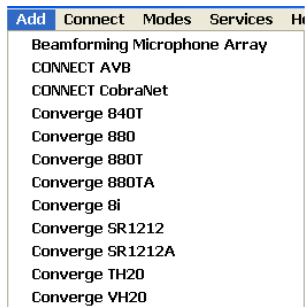 Add Connect Modes Services
Beamforming Microphone Array
CONNECT AVB
CONNECT CobraNet
Converge 840T
Converge 880
Converge 880T
Converge 880TA
Converge 8i
Converge SR1212
Converge SR1212A
Converge TH20
Converge VH20